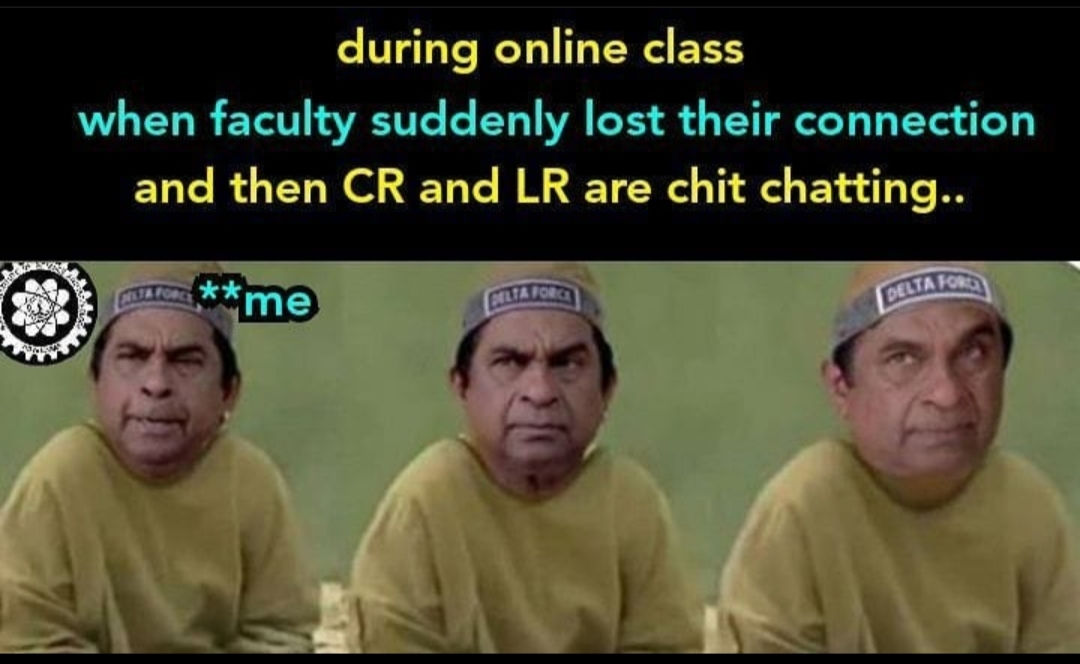 during online class
when faculty suddenly lost their connection
and then CR and LR are chit chatting..
**me
DELTA FORCE
DELTA FORCE
DELTA FORCE